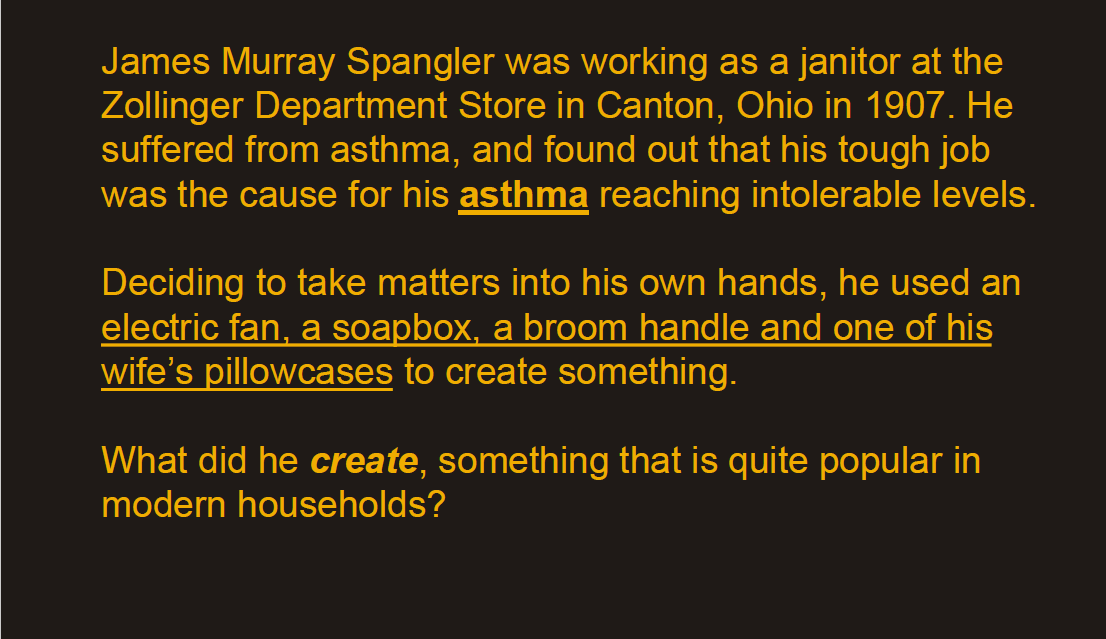 James Murray Spangler was working as a janitor at the
Zollinger Department Store in Canton, Ohio in 1907. He
suffered from asthma, and found out that his tough job
was the cause for his asthma reaching intolerable levels.
Deciding to take matters into his own hands, he used an
electric fan, a soapbox, a broom handle and one of his
wife’s pillowcases to create something.
What did he create, something that is quite popular in
modern households?